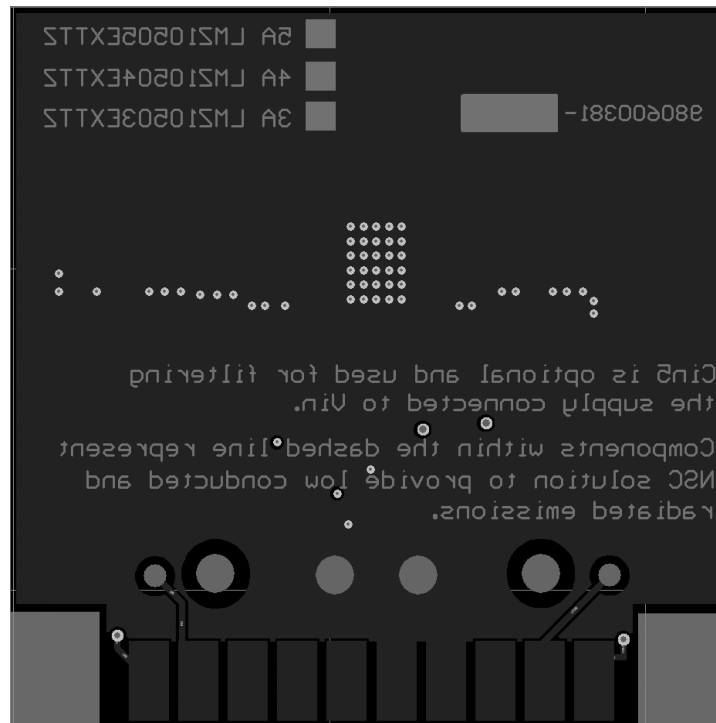 5A LMZ10505EXTTZ
4A LMZ10504EXTTZ
3A LMZ10503EXTTZ
980600381-
Cin5 is optional and used for filtering
the supply connected to Vin.
Components within the dashed line represent
NSC solution to provide low conducted and
radiated emissions.